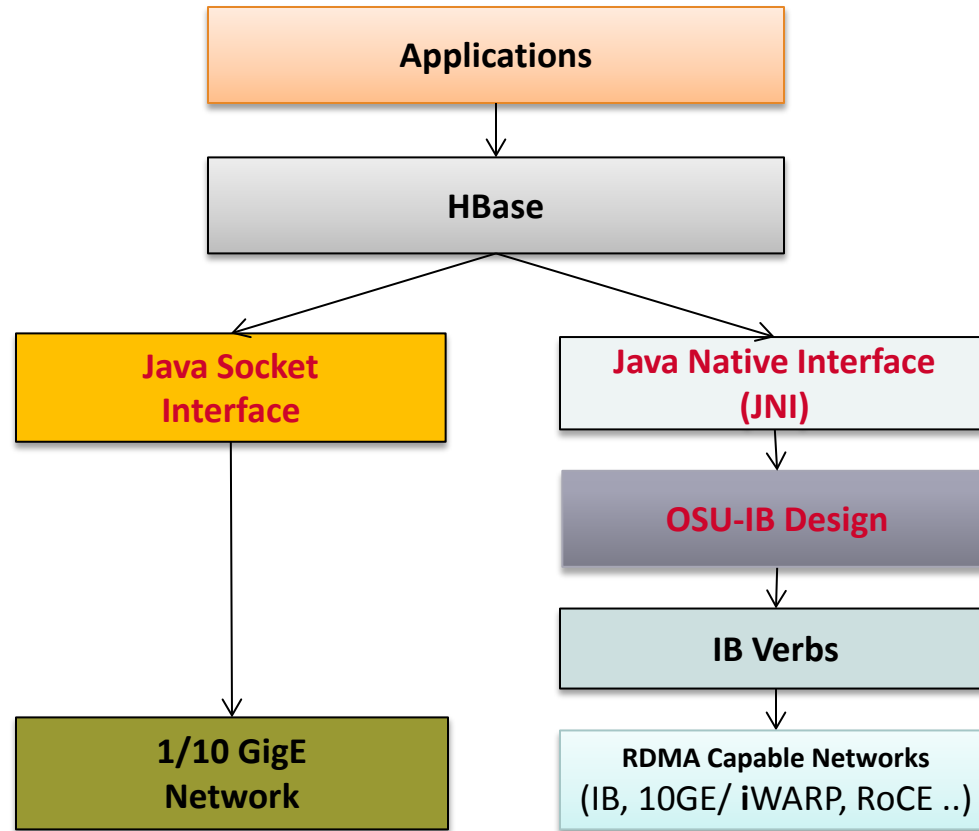 Applications
HBase
Java Socket
Interface
Java Native Interface
(JNI)
OSU-IB Design
IB Verbs
1/10 GigE
Network
RDMA Capable Networks
(IB, 10GE/ iWARP, RoCE ..)